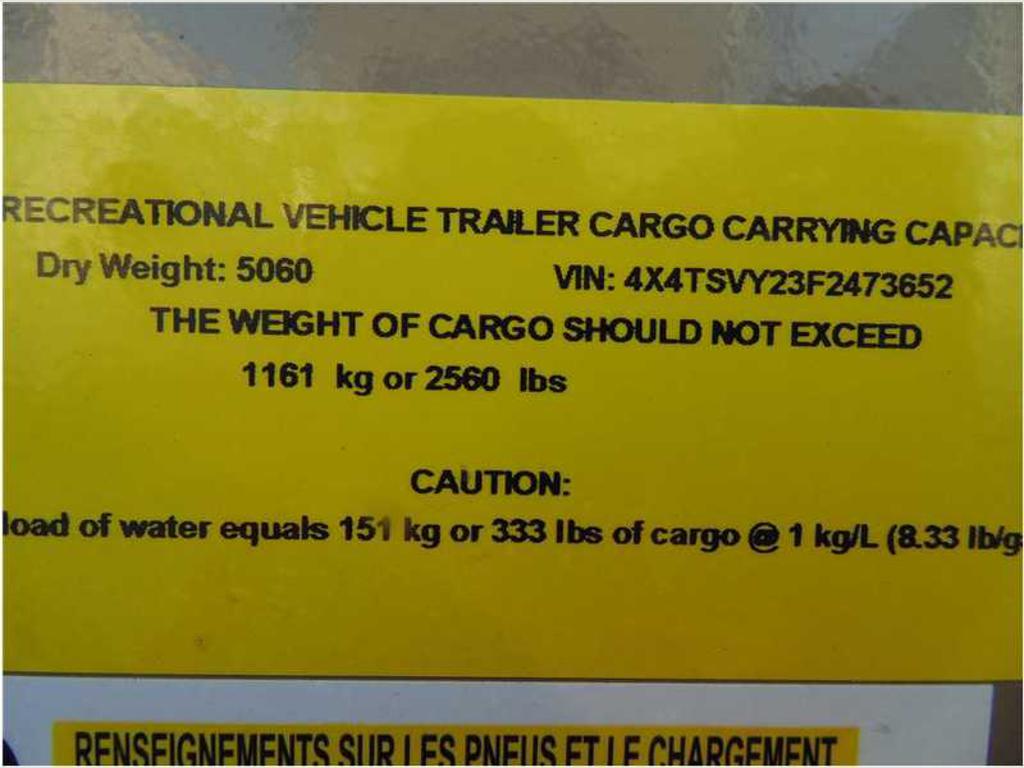 RECREATIONAL VEHICLE TRAILER CARGO CARRYING CAPACI
Dry Weight: 5060 VIN: 4X4TSVY23F2473652
THE WEIGHT OF CARGO SHOULD NOT EXCEED
1161 kg or 2560 lbs
CAUTION:
load of water equals 151 kg or 333 lbs of cargo @ 1 kg/L (8.33 lb/g
RENSEIGNEMENTS SUR LES PNEUS ET LE CHARGEMENT